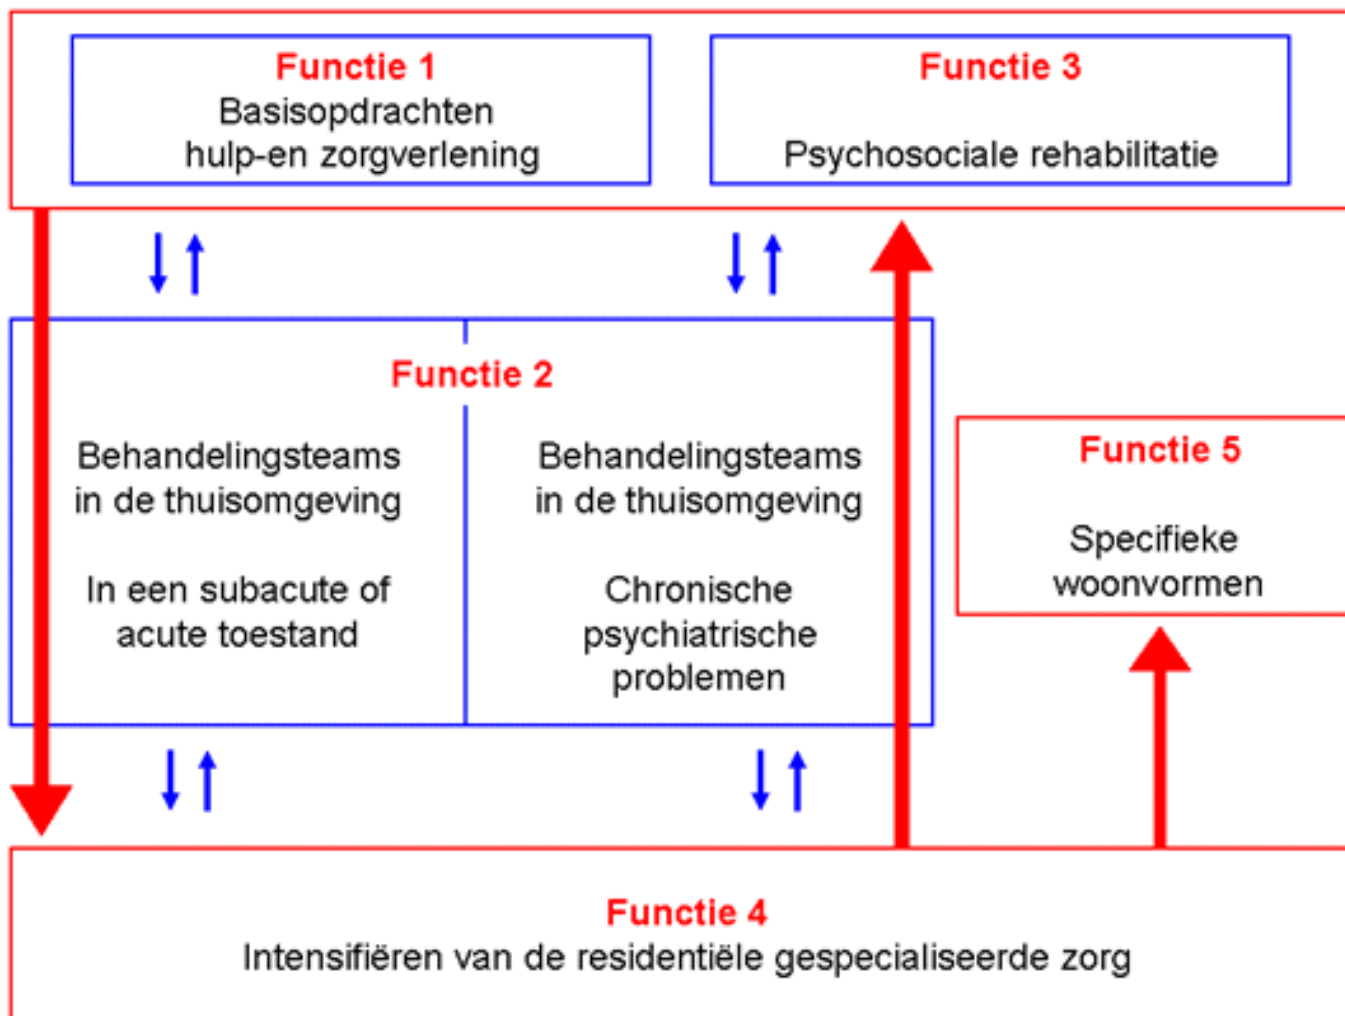 Functie 1
Basisopdrachten
hulp-en zorgverlening
Functie 3
Psychosociale rehabilitatie
Functie 2
Behandelingsteams
in de thuisomgeving
In een subacute of
acute toestand
Behandelingsteams
in de thuisomgeving
Chronische
psychiatrische
problemen
Functie 5
Specifieke
woonvormen
Functie 4
Intensifiëren van de residentiële gespecialiseerde zorg